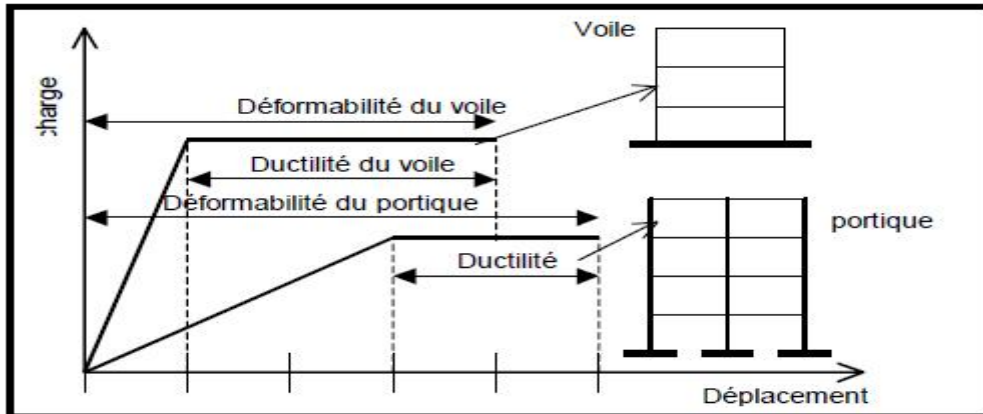 Voile
charge
Déformabilité du voile
Ductilité du voile
Déformabilité du portique
portique
Ductilité
Déplacement